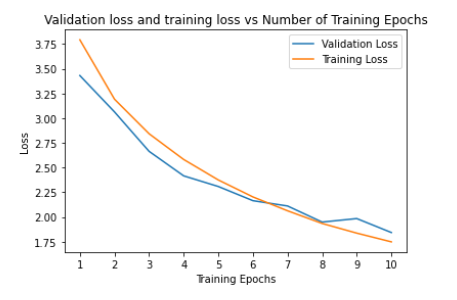 Validation loss and training loss vs Number of Training Epochs
Validation Loss
Training Loss
3.75
3.50
3.25
3.00
2.75
2.50
2.25
2.00
1.75
Loss
1 2 3 4 5 6 7 8 9 10
Training Epochs